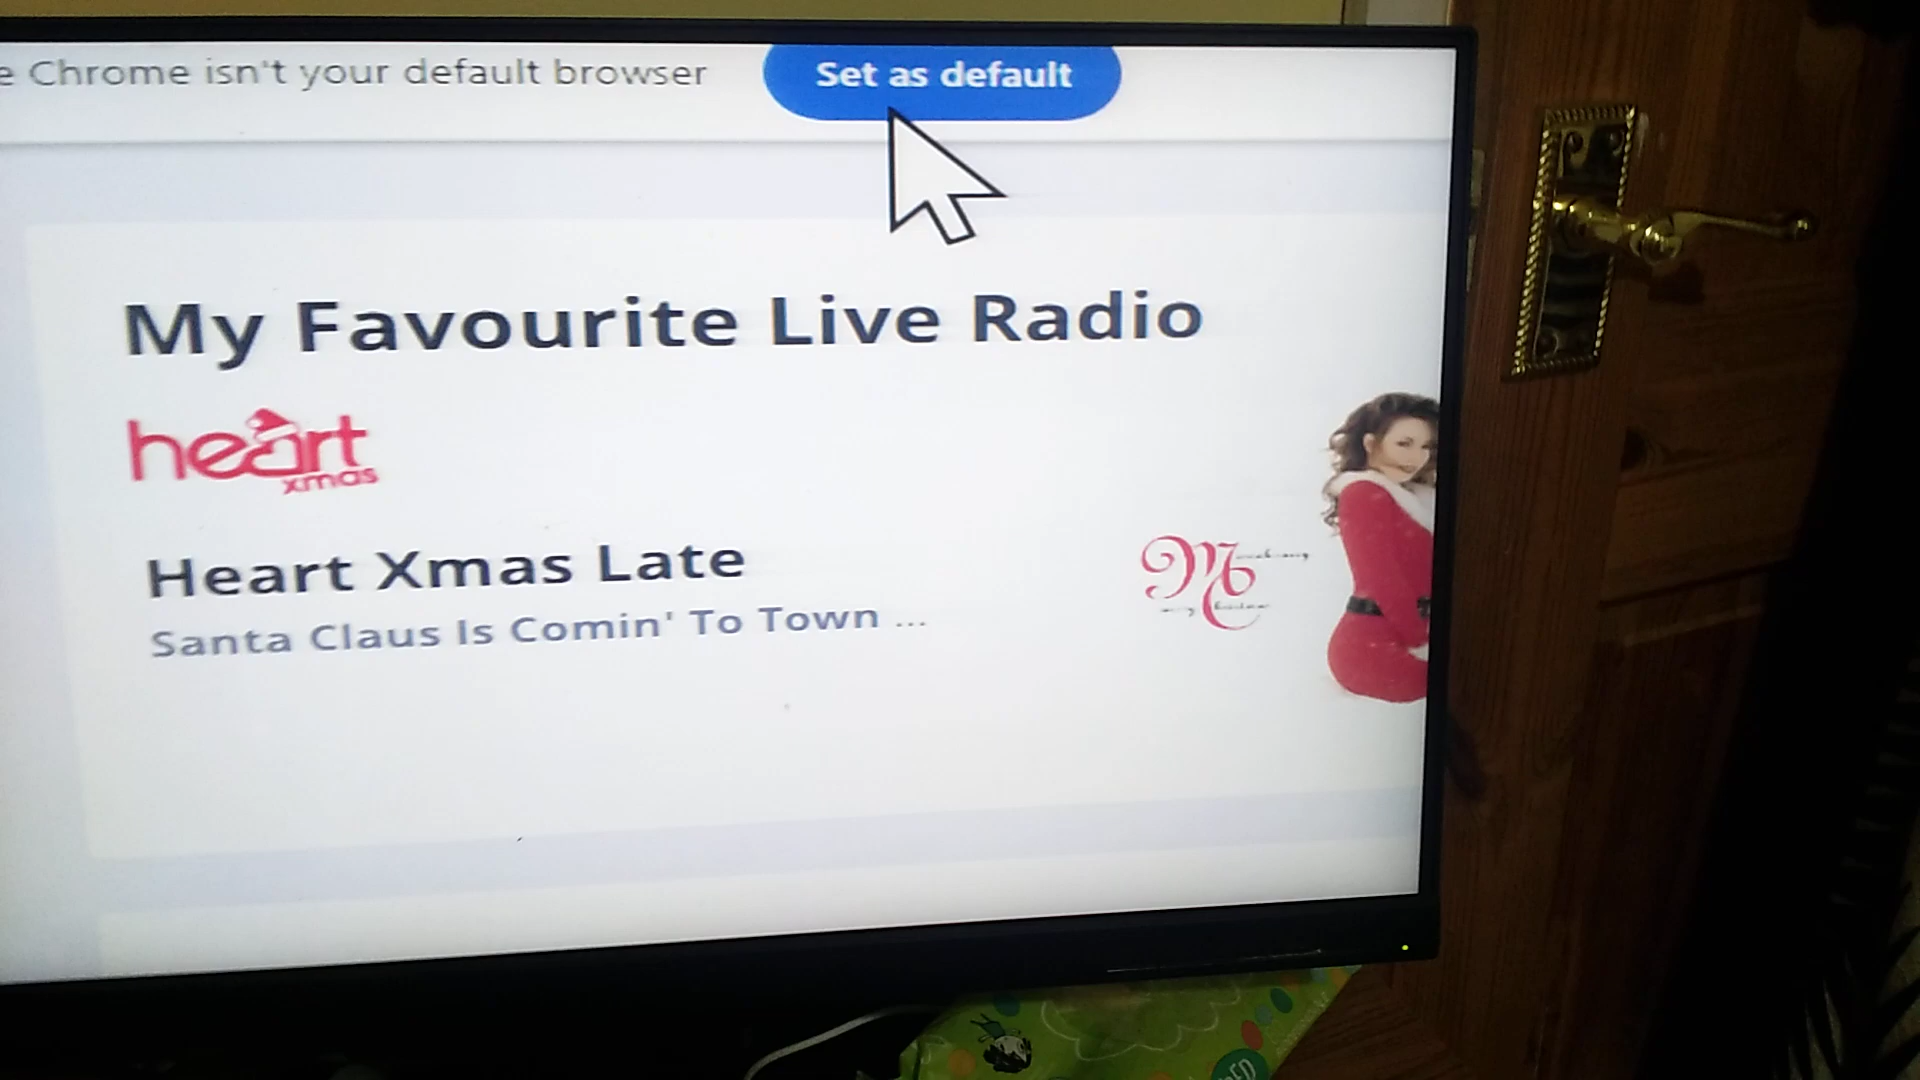 e Chrome isn't your default browser
Set as default
My Favourite Live Radio
heart
xmas
Heart Xmas Late
Santa Claus Is Comin' To Town ...